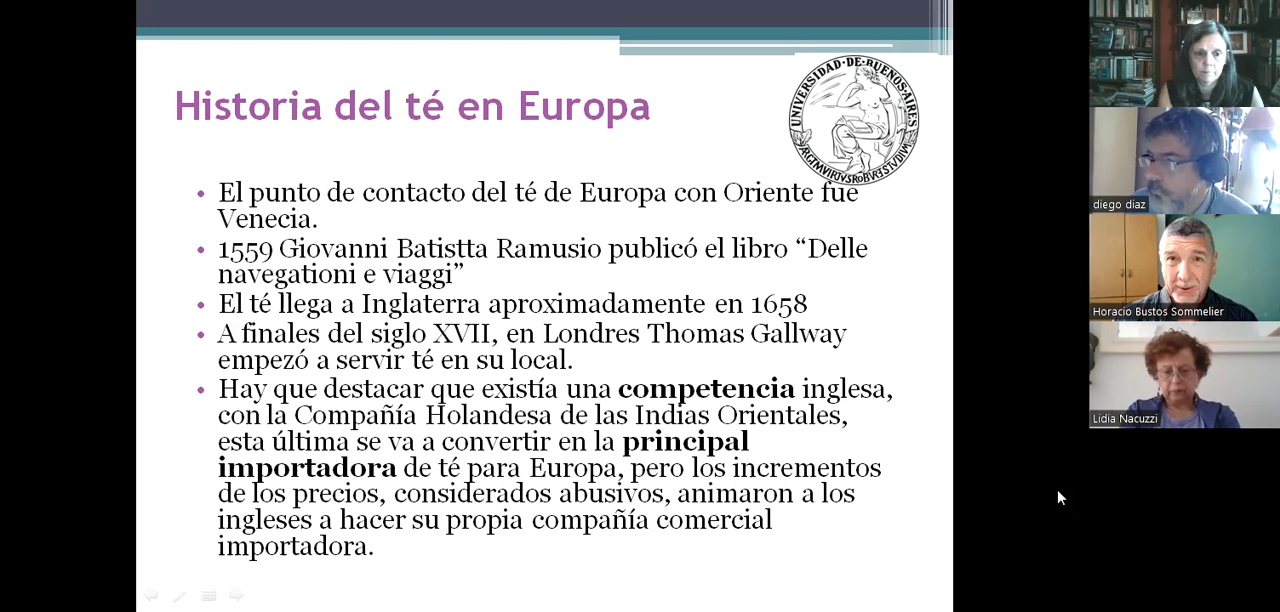 Historia del té en Europa
UNIVERSIDAD·DE·BUENOS·AIRES
El punto de contacto del té de Europa con Oriente fue
Venecia.
1559 Giovanni Batistta Ramusio publicó el libro “Delle
navegationi e viaggi”
El té llega a Inglaterra aproximadamente en 1658
A finales del siglo XVII, en Londres Thomas Gallway
empezó a servir té en su local.
Hay que destacar que existía una competencia inglesa,
con la Compañía Holandesa de las Indias Orientales,
esta última se va a convertir en la principal
importadora de té para Europa, pero los incrementos
de los precios, considerados abusivos, animaron a los
ingleses a hacer su propia compañía comercial
importadora.
diego diaz
Horacio Bustos Sommelier
Lidia Nacuzzi